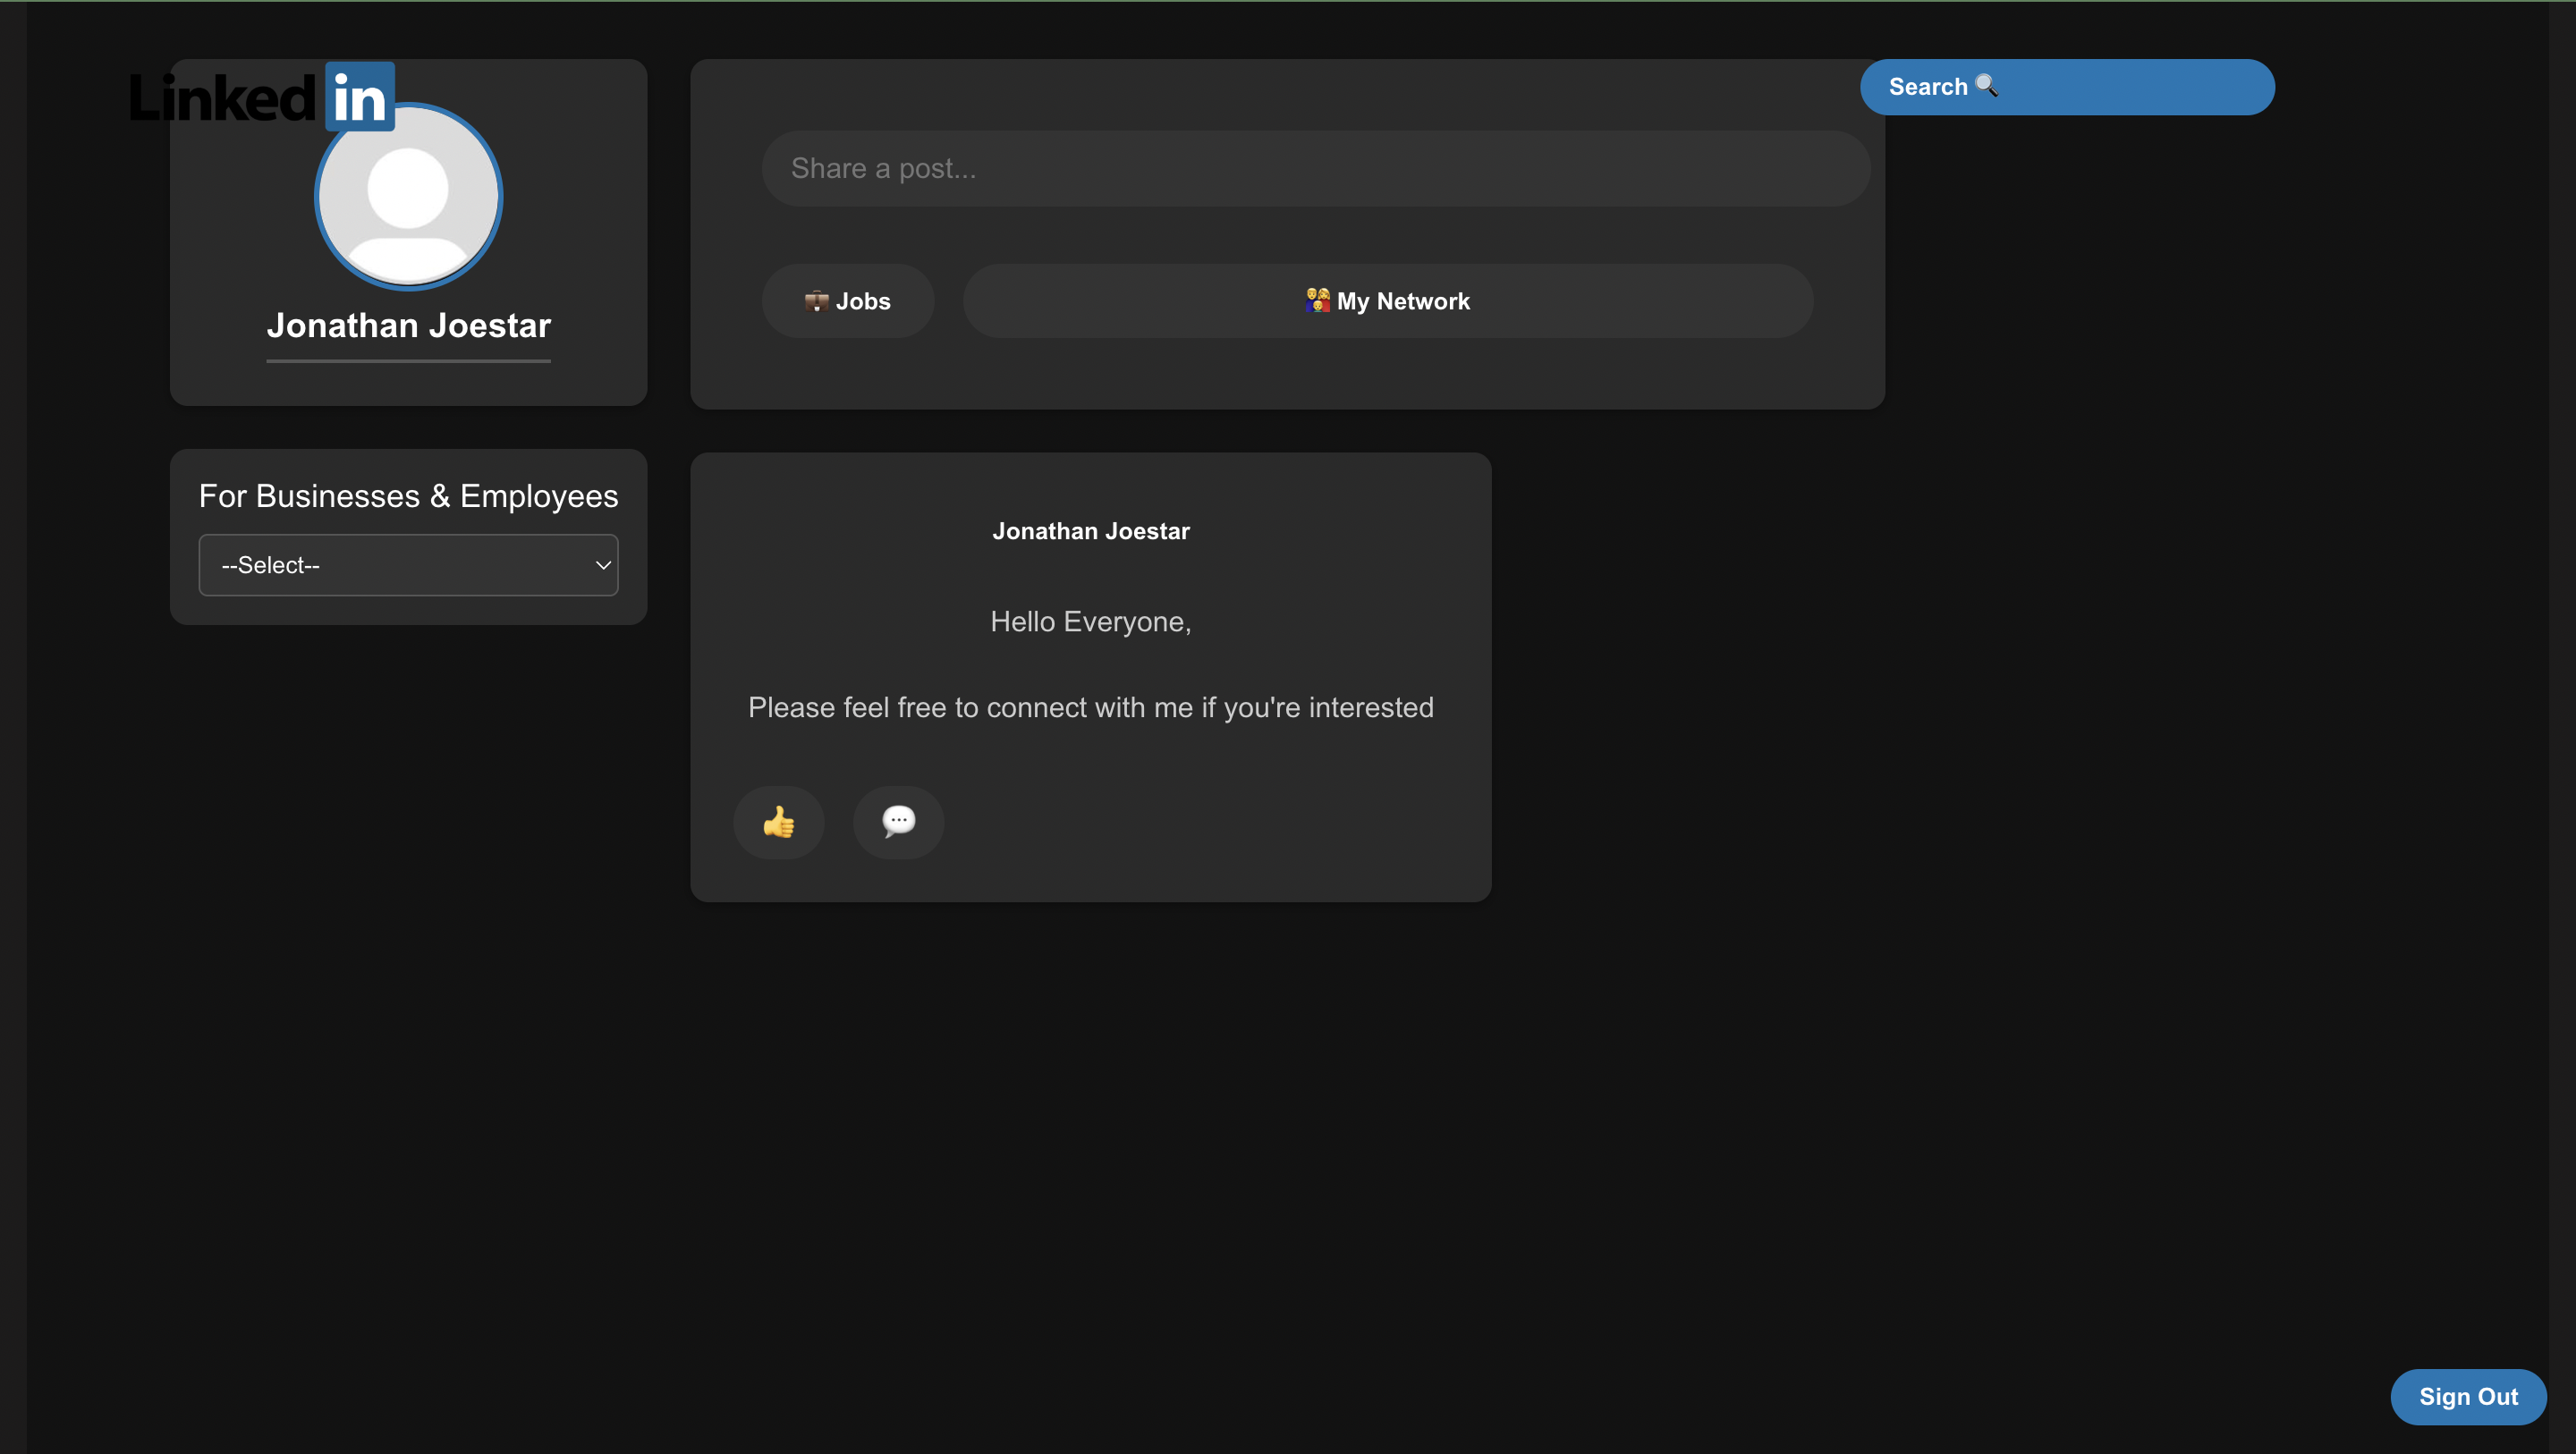 Linked in
Jonathan Joestar
For Businesses & Employees
--Select--
Search 🔍
Share a post...
💼 Jobs
👨‍👩‍👦 My Network
Jonathan Joestar
Hello Everyone,
Please feel free to connect with me if you're interested
👍 💬
Sign Out